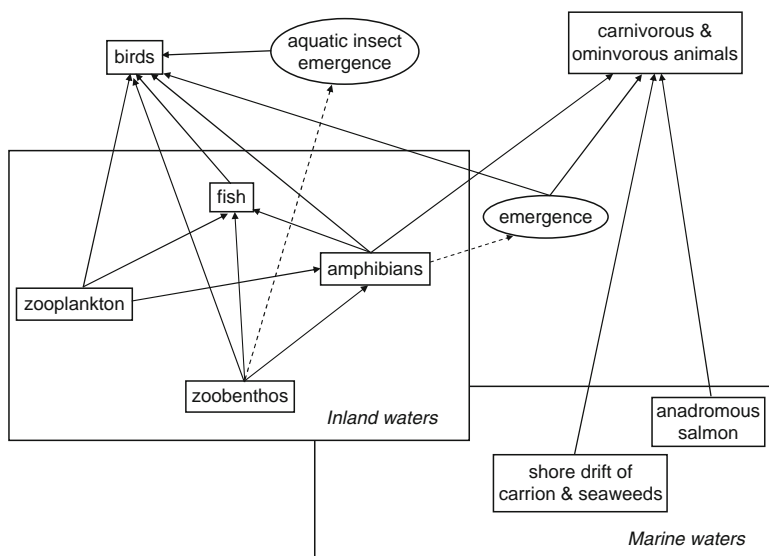 birds
aquatic insect
emergence
carnivorous &
ominvorous animals
fish
emergence
amphibians
zooplankton
zoobenthos
Inland waters
anadromous
salmon
shore drift of
carrion & seaweeds
Marine waters